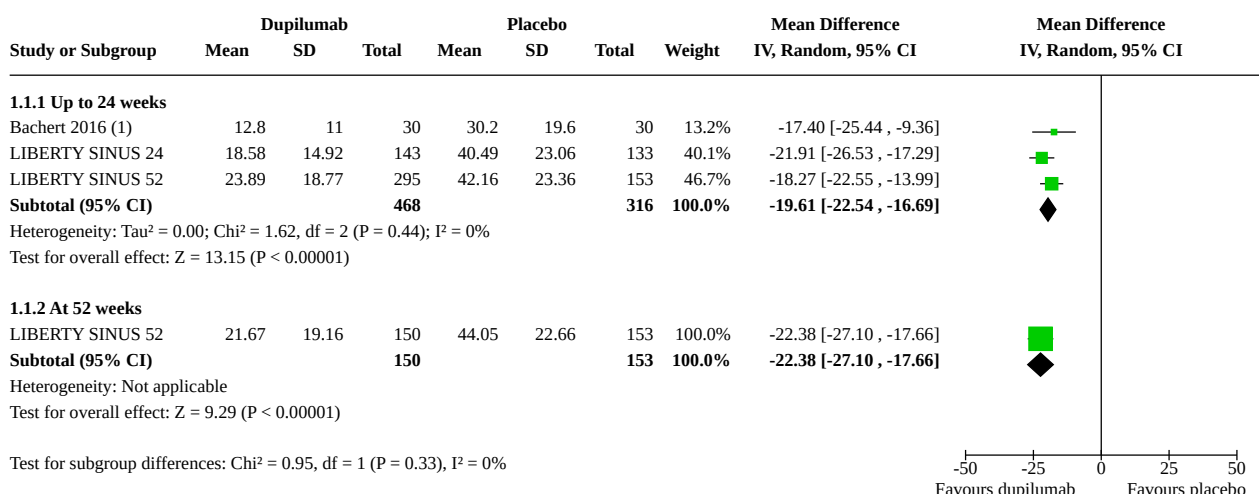 Dupilumab Placebo Mean Difference Mean Difference
Study or Subgroup Mean SD Total Mean SD Total Weight IV, Random, 95% CI IV, Random, 95% CI
1.1.1 Up to 24 weeks
Bachert 2016 (1) 12.8 11 30 30.2 19.6 30 13.2% -17.40 [-25.44 , -9.36]
LIBERTY SINUS 24 18.58 14.92 143 40.49 23.06 133 40.1% -21.91 [-26.53 , -17.29]
LIBERTY SINUS 52 23.89 18.77 295 42.16 23.36 153 46.7% -18.27 [-22.55 , -13.99]
Subtotal (95% CI) 468 316 100.0% -19.61 [-22.54 , -16.69]
Heterogeneity: Tau² = 0.00; Chi² = 1.62, df = 2 (P = 0.44); I² = 0%
Test for overall effect: Z = 13.15 (P < 0.00001)
1.1.2 At 52 weeks
LIBERTY SINUS 52 21.67 19.16 150 44.05 22.66 153 100.0% -22.38 [-27.10 , -17.66]
Subtotal (95% CI) 150 153 100.0% -22.38 [-27.10 , -17.66]
Heterogeneity: Not applicable
Test for overall effect: Z = 9.29 (P < 0.00001)
Test for subgroup differences: Chi² = 0.95, df = 1 (P = 0.33), I² = 0%
-50 -25 0 25 50
Favours dupilumab Favours placebo